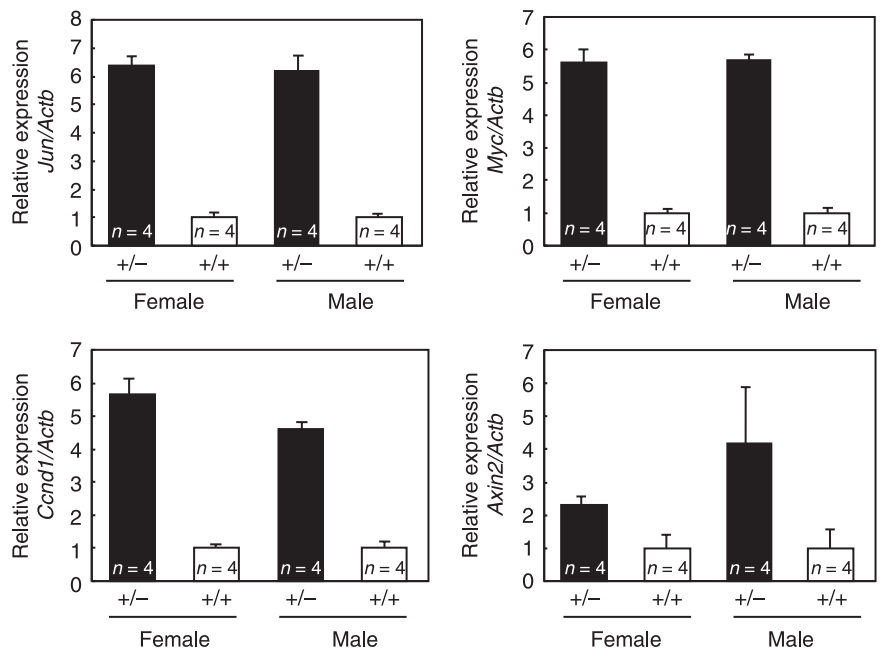 Relative expression
Jun/Actb
8
7
6
5
4
3
2
1
0
n = 4
n = 4
n = 4
n = 4
+/−
+/+
+/−
+/+
Female
Male
Relative expression
Myc/Actb
7
6
5
4
3
2
1
0
n = 4
n = 4
n = 4
n = 4
+/−
+/+
+/−
+/+
Female
Male
Relative expression
Ccnd1/Actb
7
6
5
4
3
2
1
0
n = 4
n = 4
n = 4
n = 4
+/−
+/+
+/−
+/+
Female
Male
Relative expression
Axin2/Actb
7
6
5
4
3
2
1
0
n = 4
n = 4
n = 4
n = 4
+/−
+/+
+/−
+/+
Female
Male